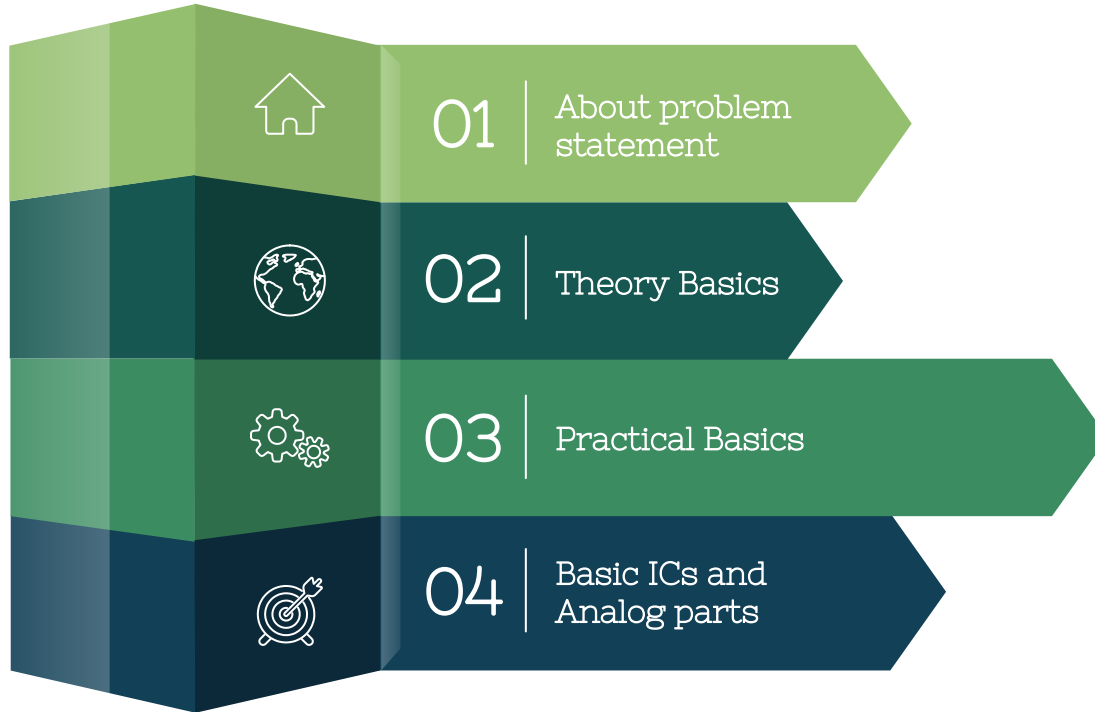 01
About problem
statement
02
Theory Basics
03
Practical Basics
04
Basic ICs and
Analog parts